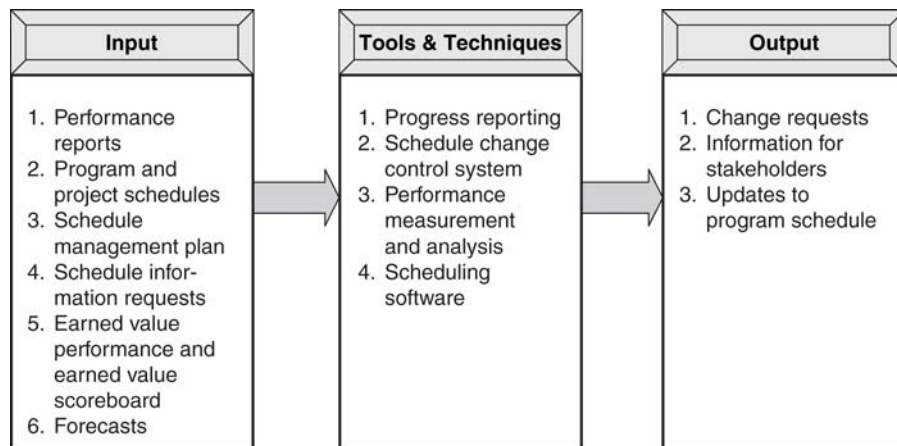 Input
1. Performance
reports
2. Program and
project schedules
3. Schedule
management plan
4. Schedule infor-
mation requests
5. Earned value
performance and
earned value
scoreboard
6. Forecasts
Tools & Techniques
1. Progress reporting
2. Schedule change
control system
3. Performance
measurement
and analysis
4. Scheduling
software
Output
1. Change requests
2. Information for
stakeholders
3. Updates to
program schedule